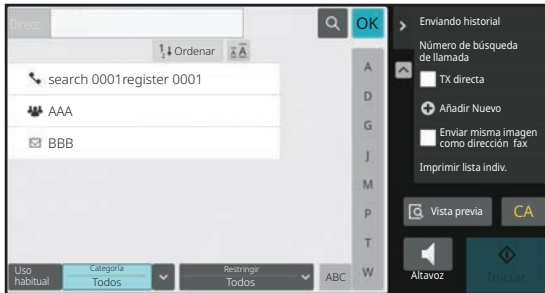 Direcc.
OK
1 2 Ordenar
A A
search 0001register 0001
AAA
BBB
A
D
G
J
M
P
T
W
Uso
habitual
Categoría
Todos
Restringir
Todos
ABC
Enviando historial
Número de búsqueda
de llamada
TX directa
Añadir Nuevo
Enviar misma imagen
como dirección fax
Imprimir lista indiv.
Vista previa
CA
Altavoz
Iniciar